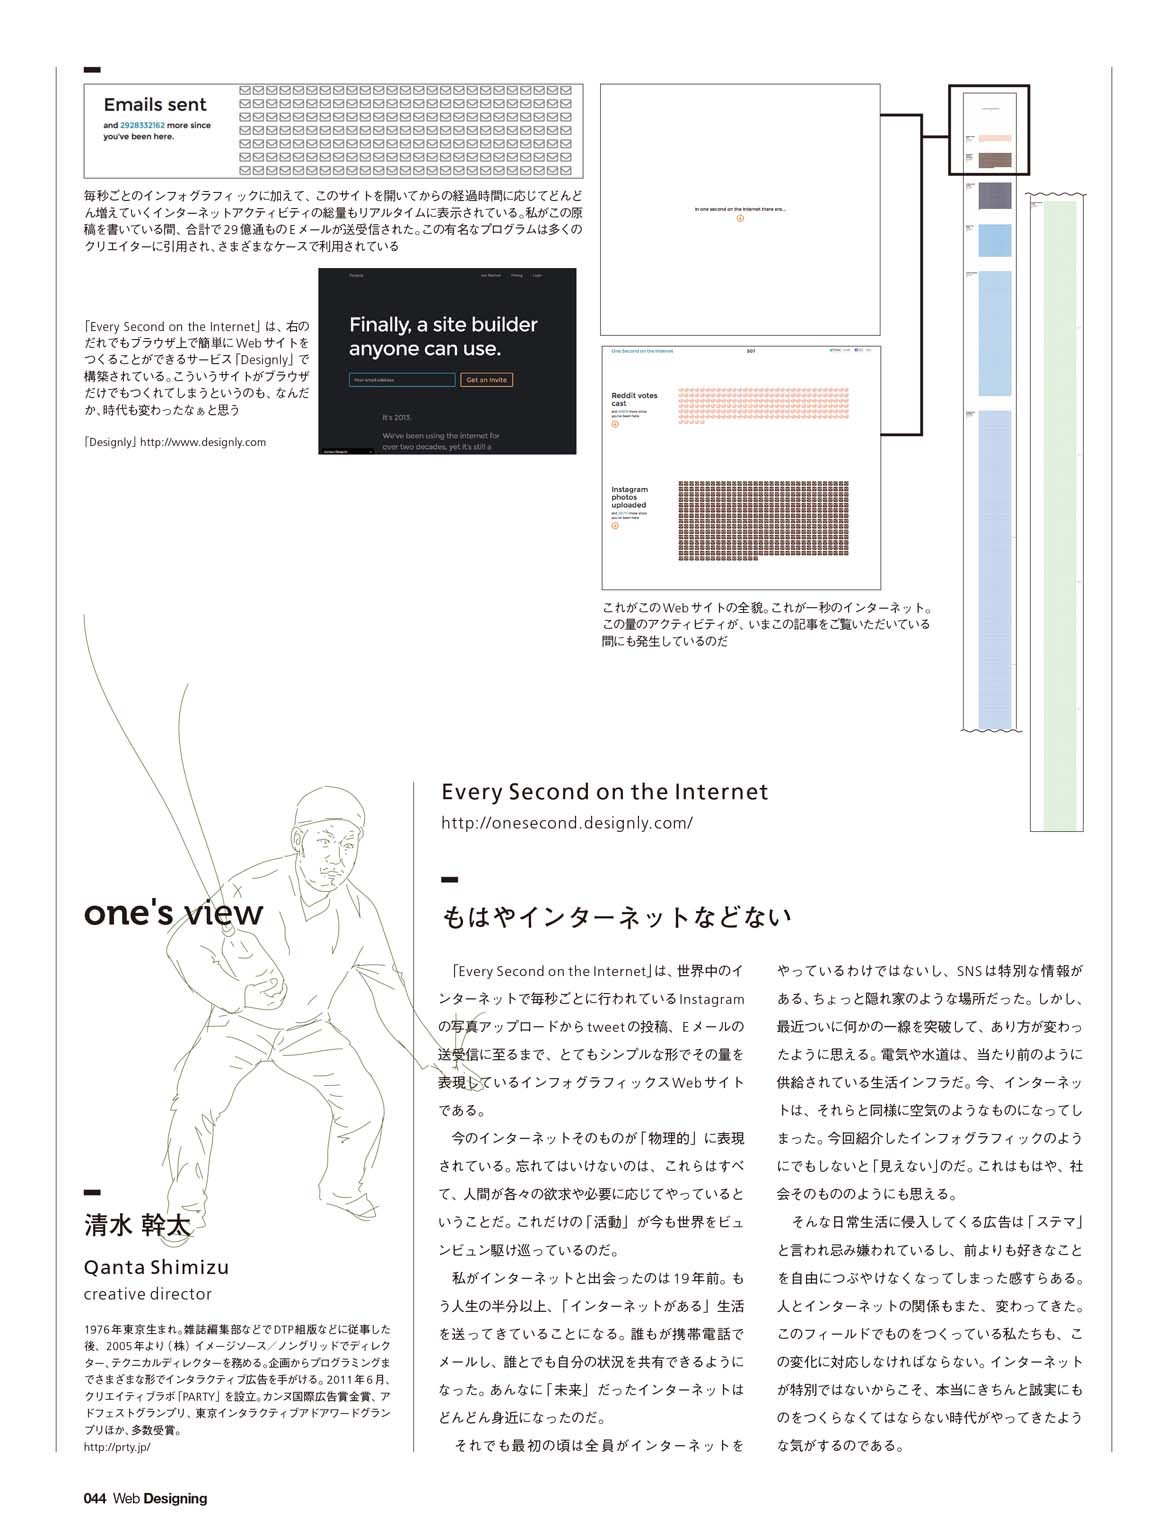 Emails sent
and 2928332162 more since
you've been here.
毎秒ごとのインフォグラフィックに加えて、このサイトを開いてからの経過時間に応じてどんど
ん増えていくインターネットアクティビティの総量もリアルタイムに表示されている。私がこの原
稿を書いている間、合計で29億通ものEメールが送受信された。この有名なプログラムは多くの
クリエイターに引用され、さまざまなケースで利用されている
「Every Second on the Internet」は、右の
だれでもブラウザ上で簡単にWebサイトを
つくることができるサービス「Designly」で
構築されている。こういうサイトがブラウザ
だけでもつくれてしまうというのも、なんだ
か、時代も変わったなぁと思う
「Designly」http://www.designly.com
Designly
Pricing
Login
Finally, a site builder
anyone can use.
Your email address
Get an Invite
It's 2013.
We've been using the internet for
over two decades, yet it's still a
In one second on the Internet there are...
One Second on the Internet
Reddit votes
cast
more since
you've been here
Instagram
photos
uploaded
more since
you've been here
これがこのWebサイトの全貌。これが一秒のインターネット。
この量のアクティビティが、いまこの記事をご覧いただいている
間にも発生しているのだ
Every Second on the Internet
http://onesecond.designly.com/
one's view
もはやインターネットなどない
「Every Second on the Internet」は、世界中のイ
ンターネットで毎秒ごとに行われているInstagram
の写真アップロードからtweetの投稿、Eメールの
送受信に至るまで、とてもシンプルな形でその量を
表現しているインフォグラフィックスWebサイト
である。
今のインターネットそのものが「物理的」に表現
されている。忘れてはいけないのは、これらはすべ
て、人間が各々の欲求や必要に応じてやっていると
いうことだ。これだけの「活動」が今も世界をビュ
ンビュン駆け巡っているのだ。
私がインターネットと出会ったのは19年前。も
う人生の半分以上、「インターネットがある」生活
を送ってきていることになる。誰もが携帯電話で
メールし、誰とでも自分の状況を共有できるように
なった。あんなに「未来」だったインターネットは
どんどん身近になったのだ。
それでも最初の頃は全員がインターネットを
やっているわけではないし、SNSは特別な情報が
ある、ちょっと隠れ家のような場所だった。しかし、
最近ついに何かの一線を突破して、あり方が変わっ
たように思える。電気や水道は、当たり前のように
供給されている生活インフラだ。今、インターネッ
トは、それらと同様に空気のようなものになってし
まった。今回紹介したインフォグラフィックのよう
にでもしないと「見えない」のだ。これはもはや、社
会そのもののようにも思える。
そんな日常生活に侵入してくる広告は「ステマ」
と言われ忌み嫌われているし、前よりも好きなこと
を自由につぶやけなくなってしまった感すらある。
人とインターネットの関係もまた、変わってきた。
このフィールドでものをつくっている私たちも、こ
の変化に対応しなければならない。インターネット
が特別ではないからこそ、本当にきちんと誠実にも
のをつくらなくてはならない時代がやってきたよう
な気がするのである。
清水 幹太
Qanta Shimizu
creative director
1976年東京生まれ。雑誌編集部などでDTP組版などに従事した
後、2005年より（株）イメージソース／ノングリッドでディレク
ター、テクニカルディレクターを務める。企画からプログラミングま
でさまざまな形でインタラクティブ広告を手がける。2011年6月、
クリエイティブラボ「PARTY」を設立。カンヌ国際広告賞金賞、ア
ドフェストグランプリ、東京インタラクティブアドアワードグラン
プリほか、多数受賞。
http://prty.jp/
044 Web Designing